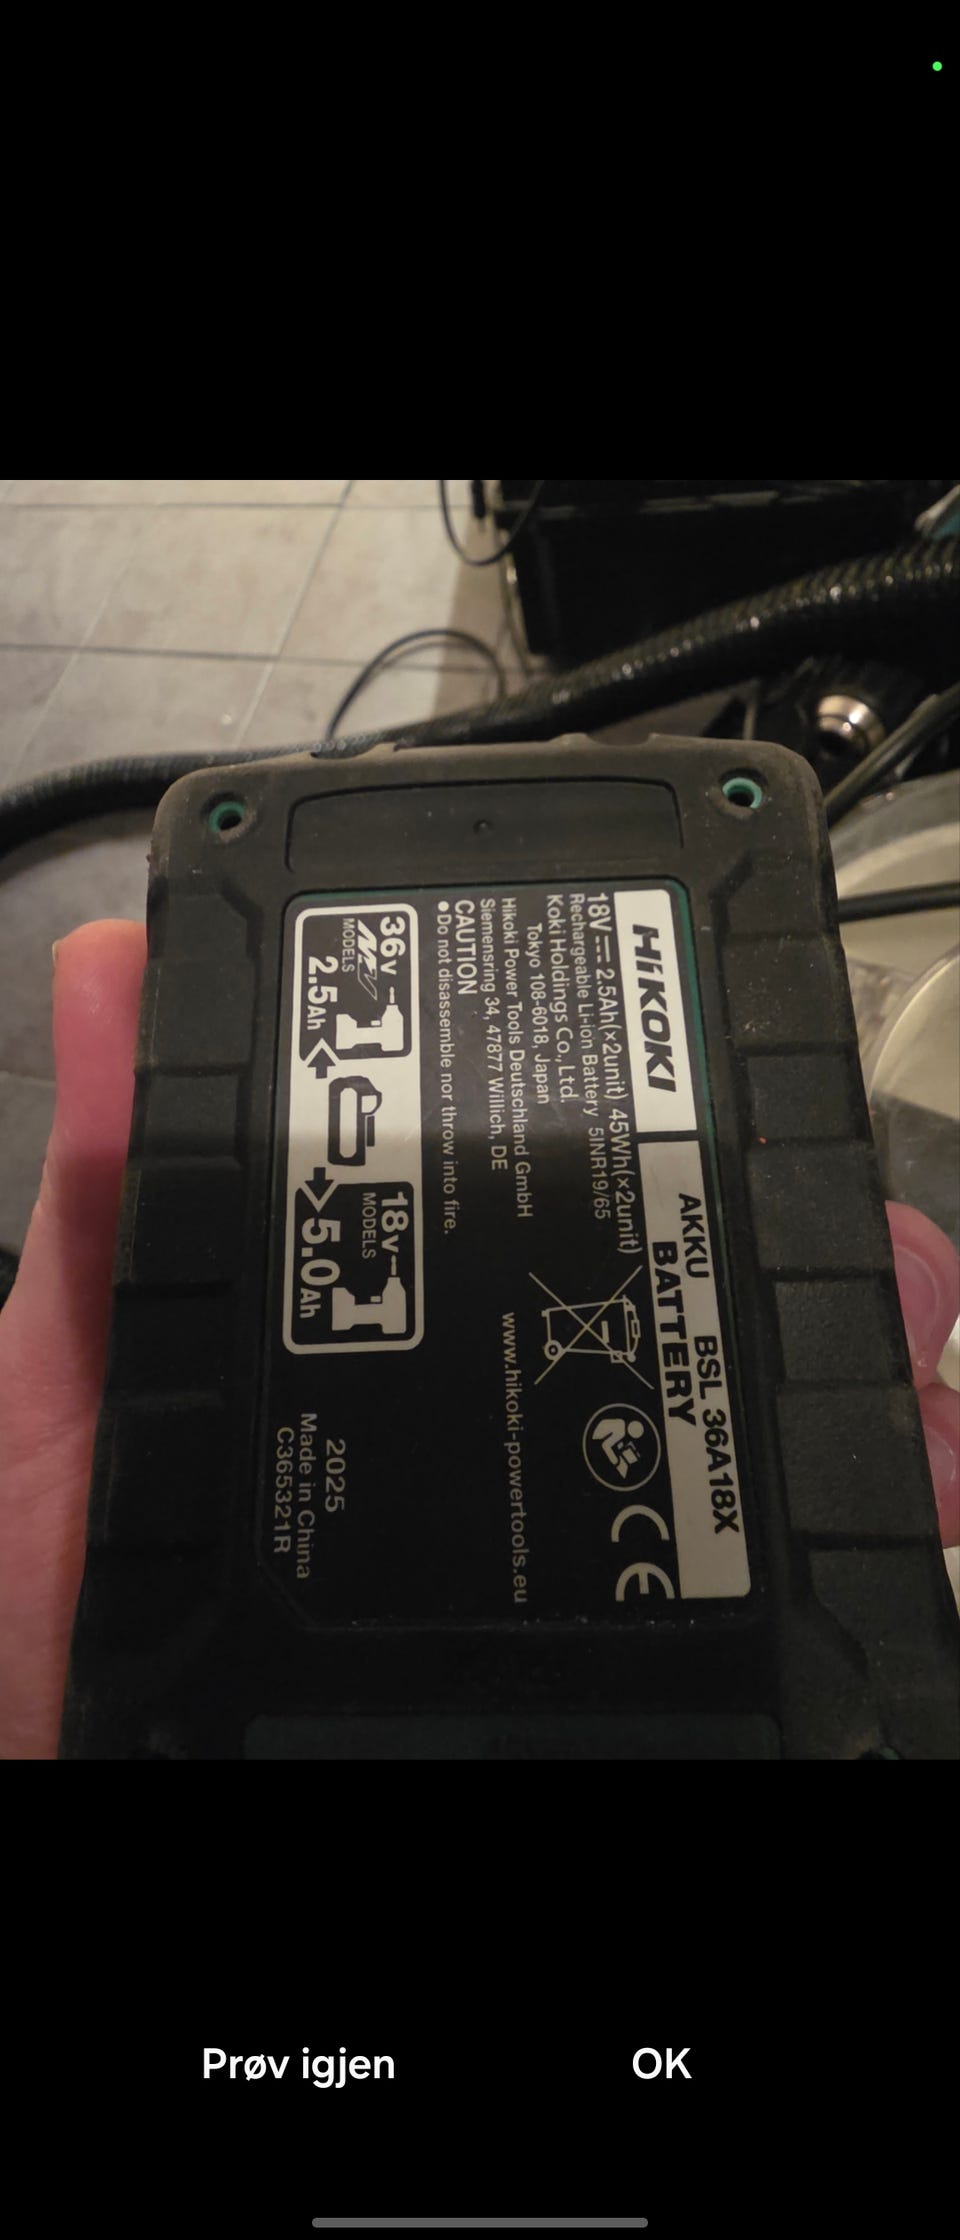 HiKOKI
AKKU BSL 36A18X
BATTERY
18V⎓ 2.5Ah(×2unit) 45Wh(×2unit)
Rechargeable Li-ion Battery 5INR19/65
Koki Holdings Co., Ltd.
Tokyo 108-6018, Japan
Hikoki Power Tools Deutschland GmbH
Siemensring 34, 47877 Willich, DE
www.hikoki-powertools.eu
CAUTION
● Do not disassemble nor throw into fire.
36V
MV
MODELS
2.5Ah
18V
MODELS
5.0Ah
CE
2025
Made in China
C365321R
Prøv igjen
OK